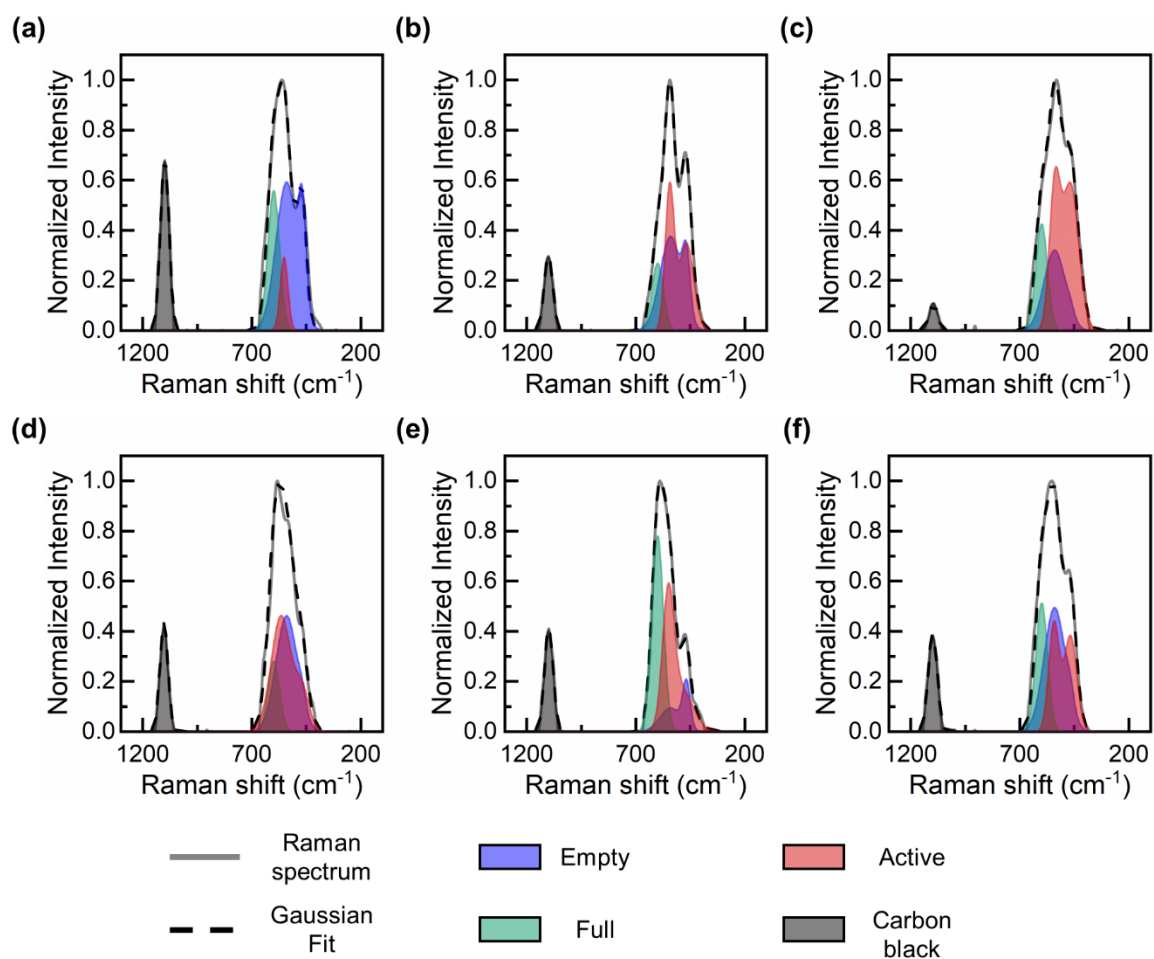 (a)
(b)
(c)
Normalized Intensity
1.0
0.8
0.6
0.4
0.2
0.0
1200 700 200
Raman shift (cm⁻¹)
Normalized Intensity
1.0
0.8
0.6
0.4
0.2
0.0
1200 700 200
Raman shift (cm⁻¹)
Normalized Intensity
1.0
0.8
0.6
0.4
0.2
0.0
1200 700 200
Raman shift (cm⁻¹)
(d)
(e)
(f)
Normalized Intensity
1.0
0.8
0.6
0.4
0.2
0.0
1200 700 200
Raman shift (cm⁻¹)
Normalized Intensity
1.0
0.8
0.6
0.4
0.2
0.0
1200 700 200
Raman shift (cm⁻¹)
Normalized Intensity
1.0
0.8
0.6
0.4
0.2
0.0
1200 700 200
Raman shift (cm⁻¹)
Raman
spectrum
Empty
Active
Gaussian
Fit
Full
Carbon
black